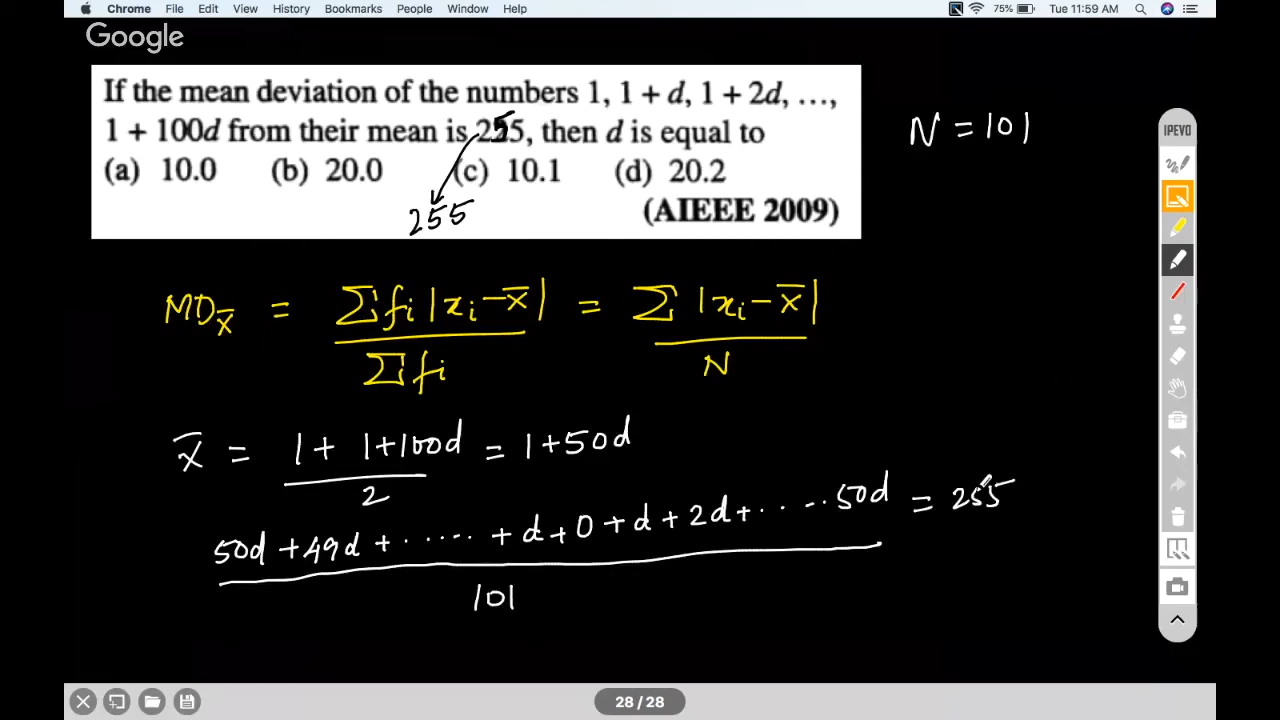 Chrome File Edit View History Bookmarks People Window Help 75% Tue 11:59 AM
Google
If the mean deviation of the numbers 1, 1 + d, 1 + 2d, …,
1 + 100d from their mean is 255, then d is equal to
(a) 10.0 (b) 20.0 (c) 10.1 (d) 20.2
255
(AIEEE 2009)
N = 101
IPEVO
MD_x̄ = Σ fi |xi - x̄| / Σ fi = Σ |xi - x̄| / N
x̄ = 1 + 1+100d / 2 = 1+50d
50d + 49d + ...... + d + 0 + d + 2d + ..... 50d / 101 = 255
28 / 28